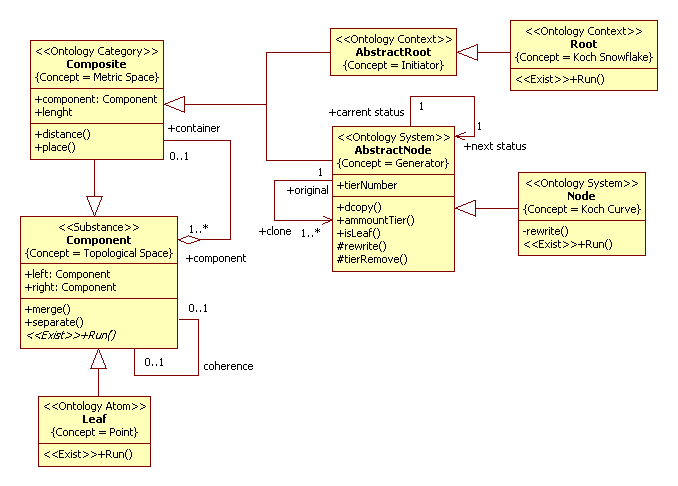 <<Ontology Category>>
Composite
{Concept = Metric Space}
+component: Component
+lenght
+distance()
+place()
<<Ontology Context>>
AbstractRoot
{Concept = Initiator}
<<Ontology Context>>
Root
{Concept = Koch Snowflake}
<<Exist>>+Run()
+carrent status
1
1
+next status
<<Ontology System>>
AbstractNode
{Concept = Generator}
+tierNumber
+dcopy()
+ammountTier()
+isLeaf()
#rewrite()
#tierRemove()
1
+original
+clone
1..*
<<Ontology System>>
Node
{Concept = Koch Curve}
-rewrite()
<<Exist>>+Run()
+container
0..1
1..*
+component
<<Substance>>
Component
{Concept = Topological Space}
+left: Component
+right: Component
+merge()
+separate()
<<Exist>>+Run()
0..1
0..1
coherence
<<Ontology Atom>>
Leaf
{Concept = Point}
<<Exist>>+Run()